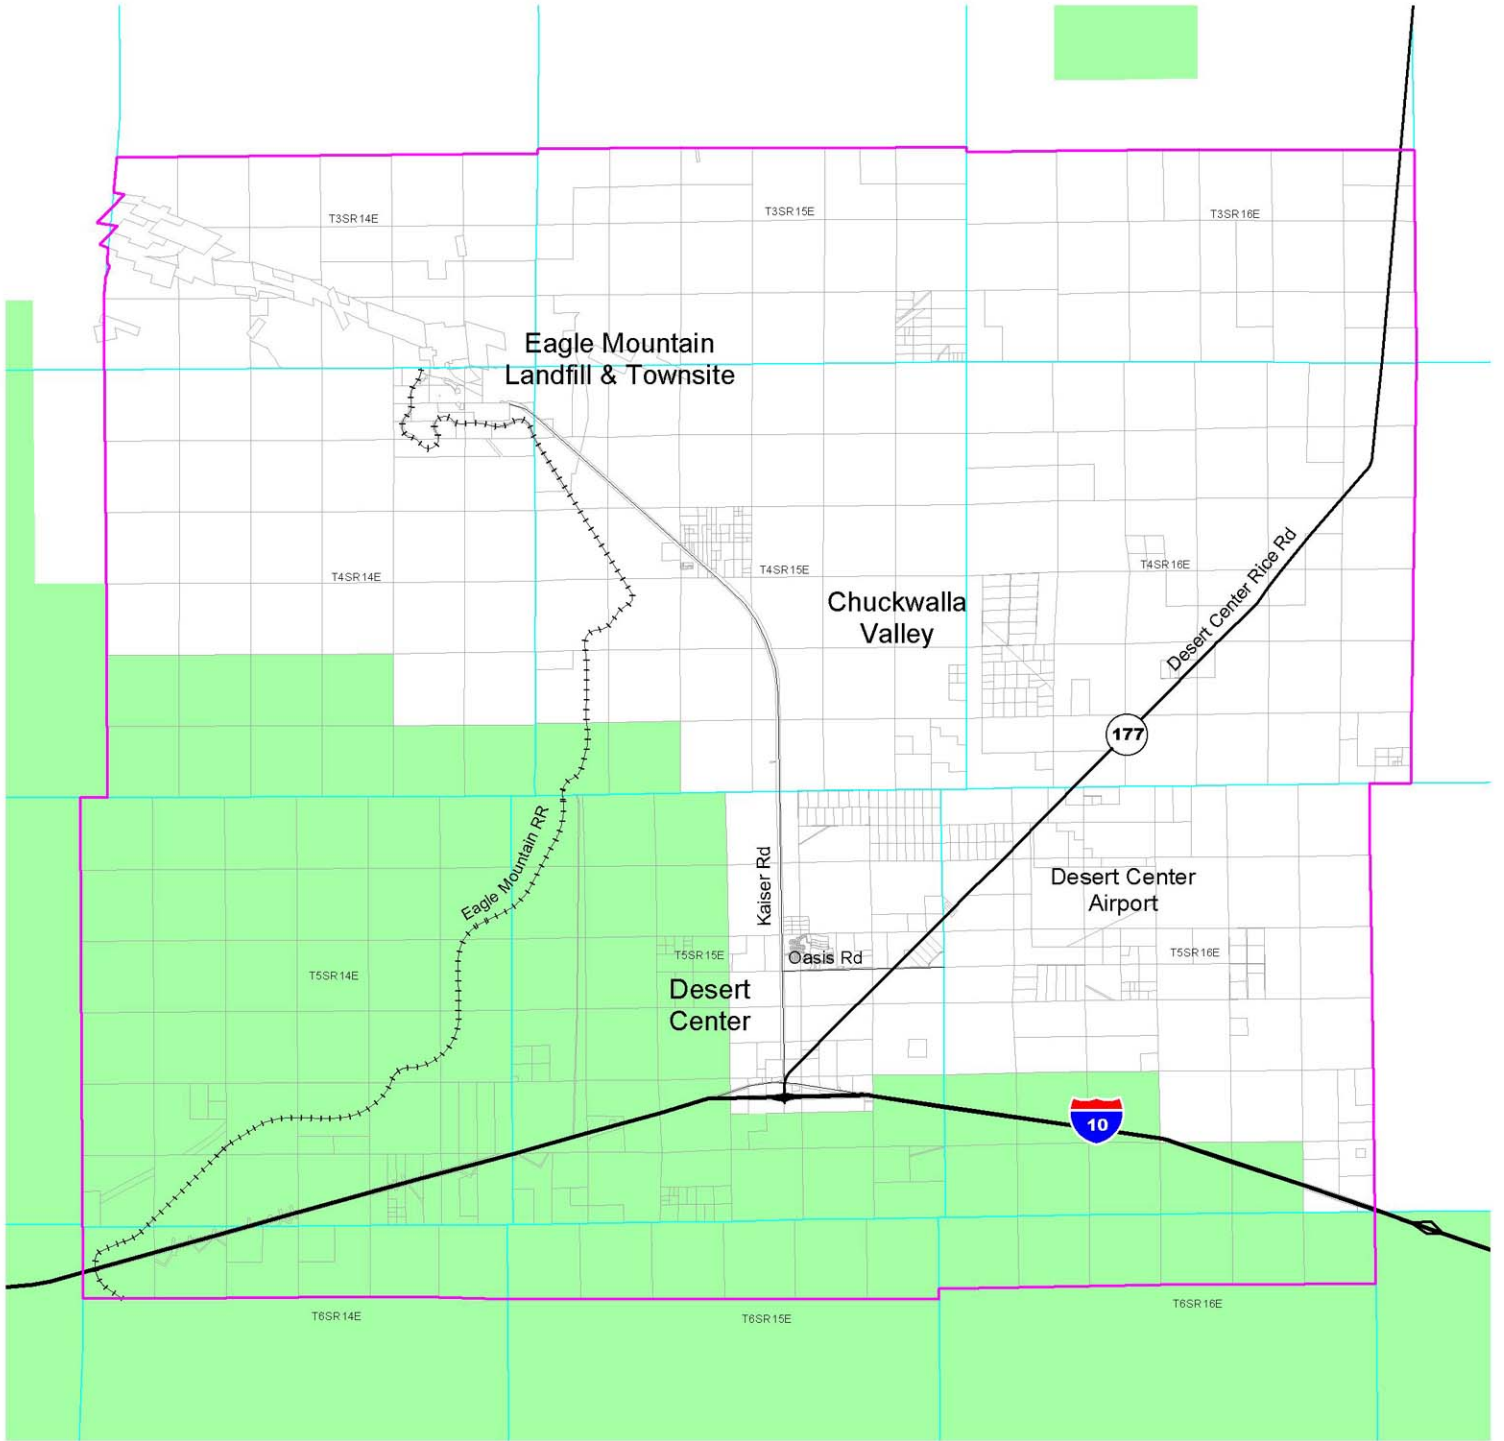 T3SR14E
T3SR15E
T3SR16E
Eagle Mountain
Landfill & Townsite
T4SR14E
T4SR15E
T4SR16E
Desert Center Rice Rd
Chuckwalla
Valley
177
Eagle Mountain RR
Kaiser Rd
Desert Center
Airport
T5SR14E
T5SR15E
Oasis Rd
T5SR16E
Desert
Center
10
T6SR14E
T6SR15E
T6SR16E